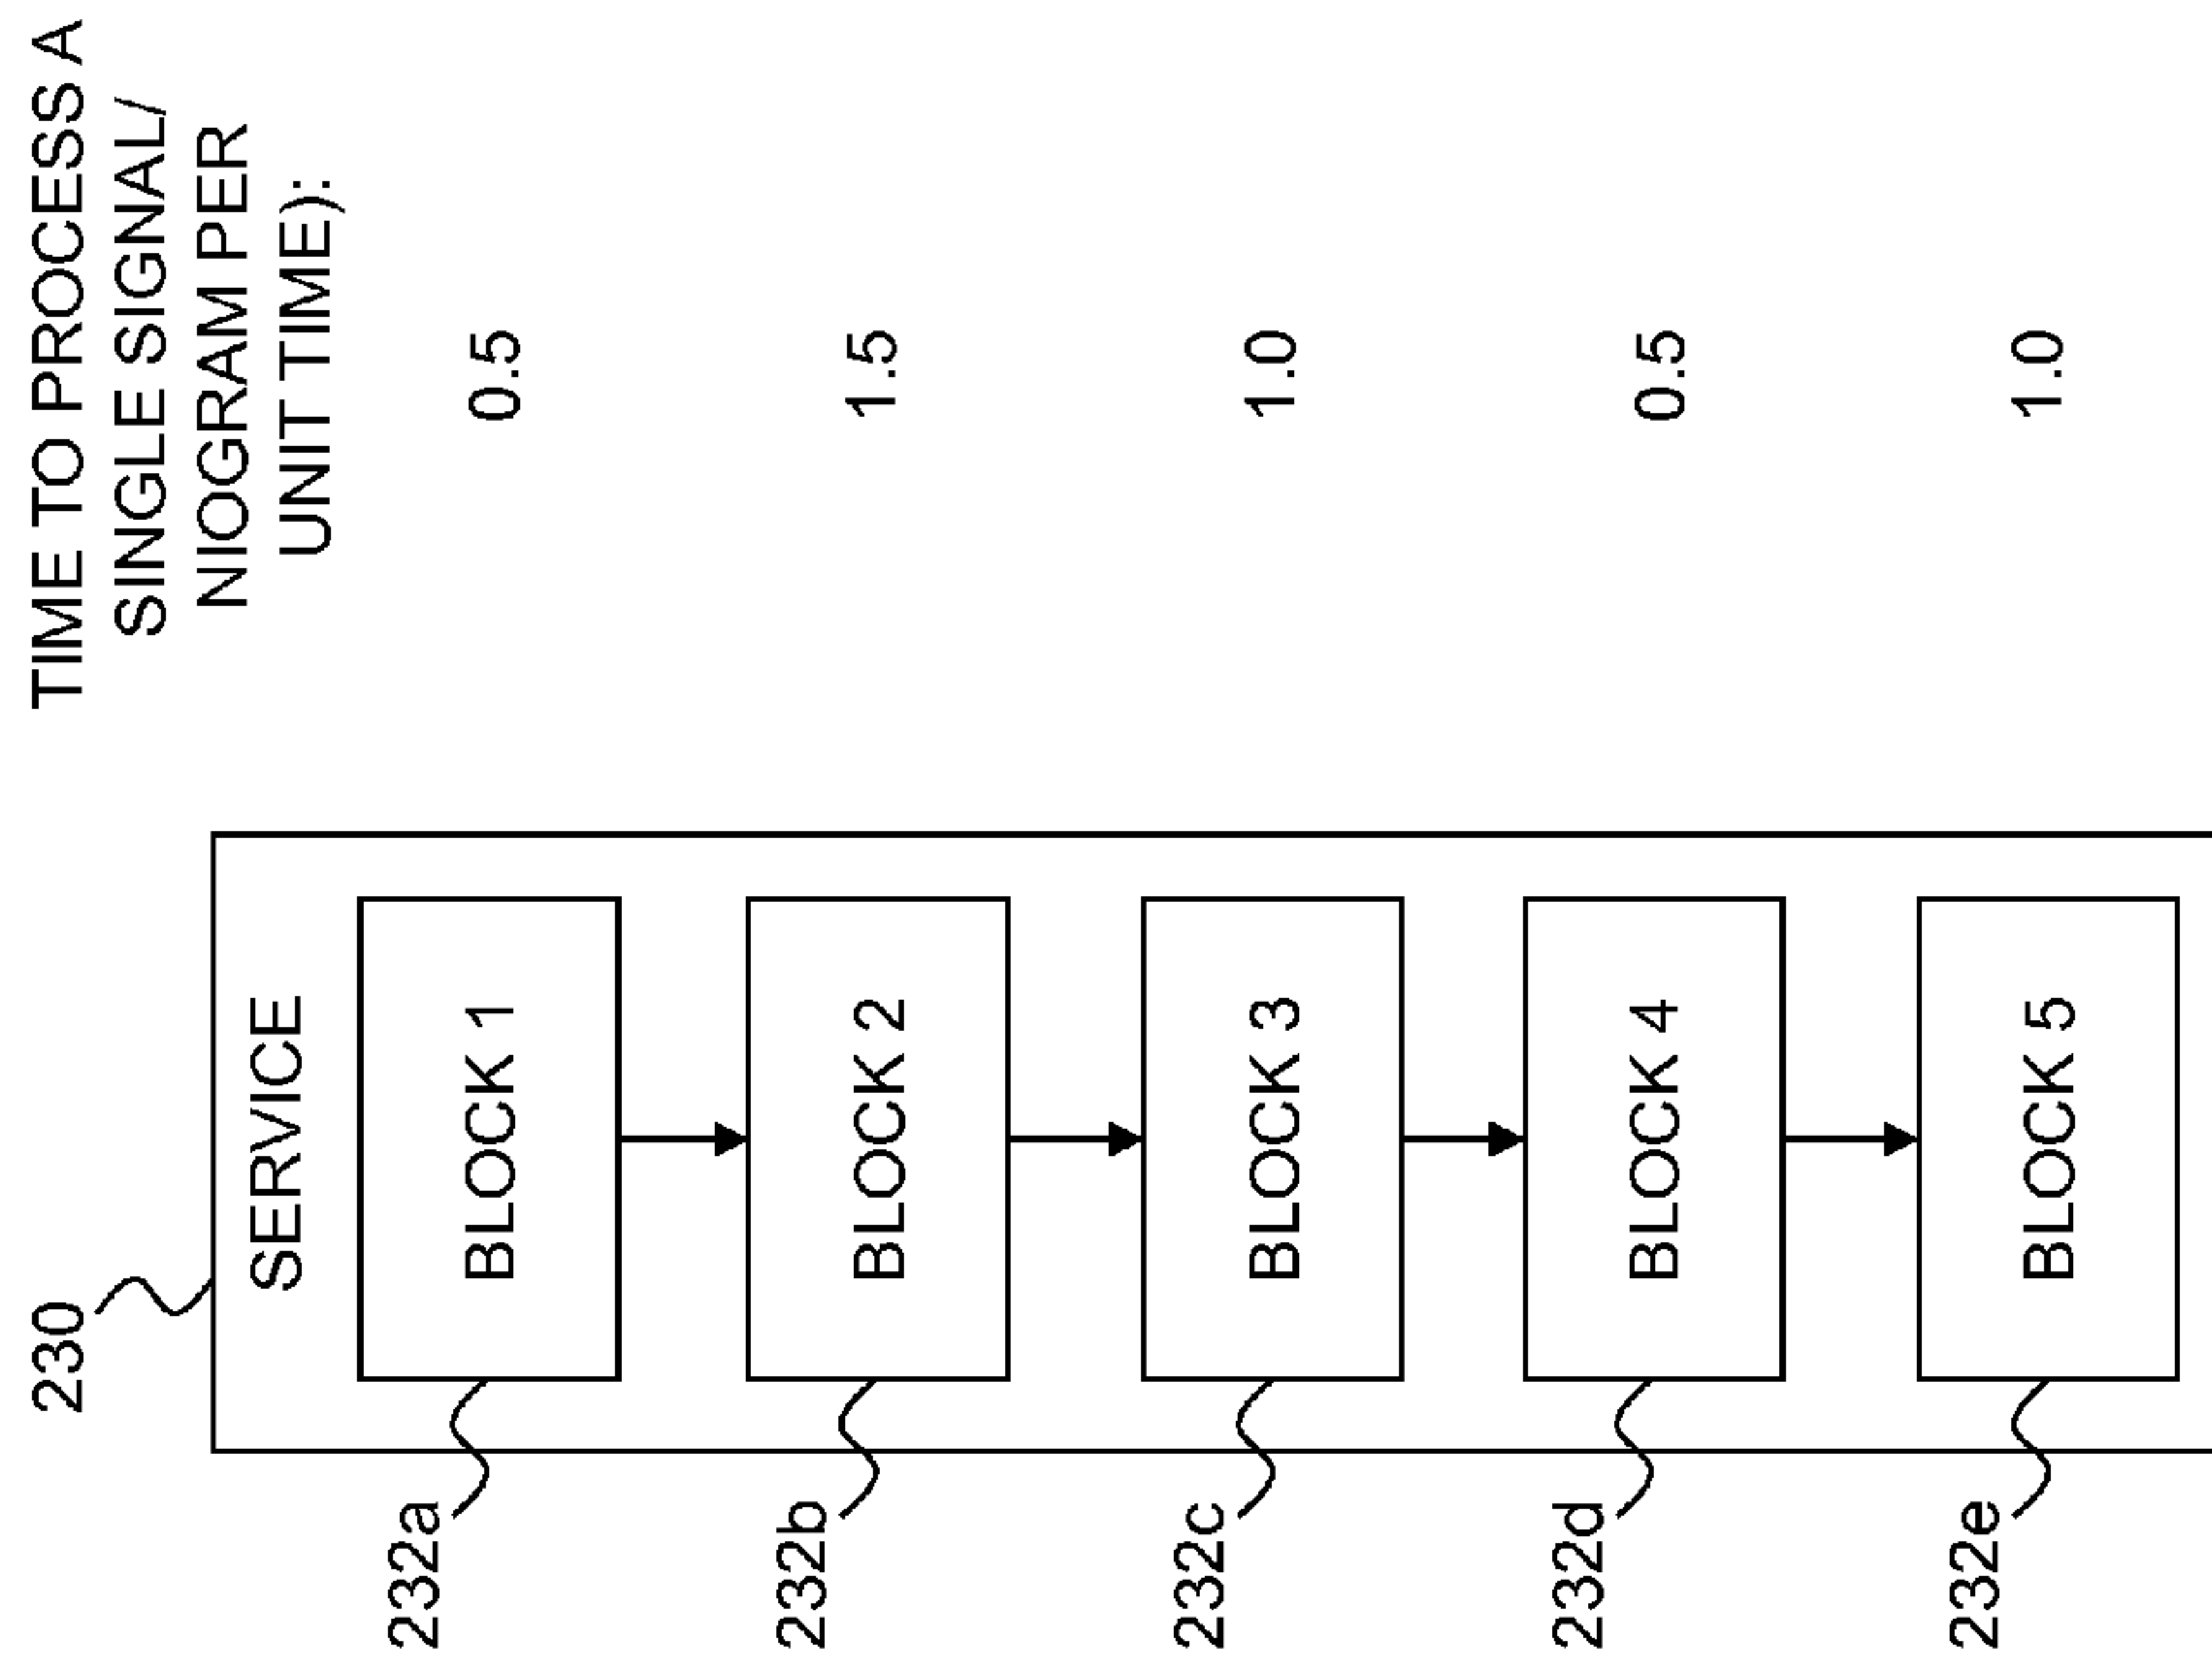 230
SERVICE
TIME TO PROCESS A
SINGLE SIGNAL/
NIOGRAM PER
UNIT TIME):
232a
BLOCK 1
0.5
232b
BLOCK 2
1.5
232c
BLOCK 3
1.0
232d
BLOCK 4
0.5
232e
BLOCK 5
1.0